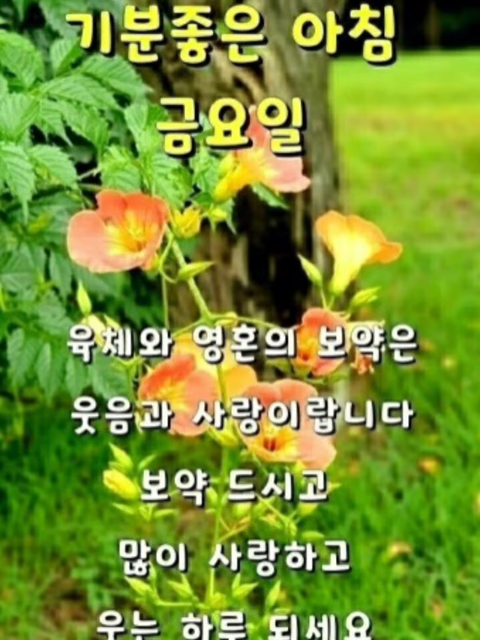 기분좋은 아침
금요일
육체와 영혼의 보약은
웃음과 사랑이랍니다
보약 드시고
많이 사랑하고
웃는 하루 되세요